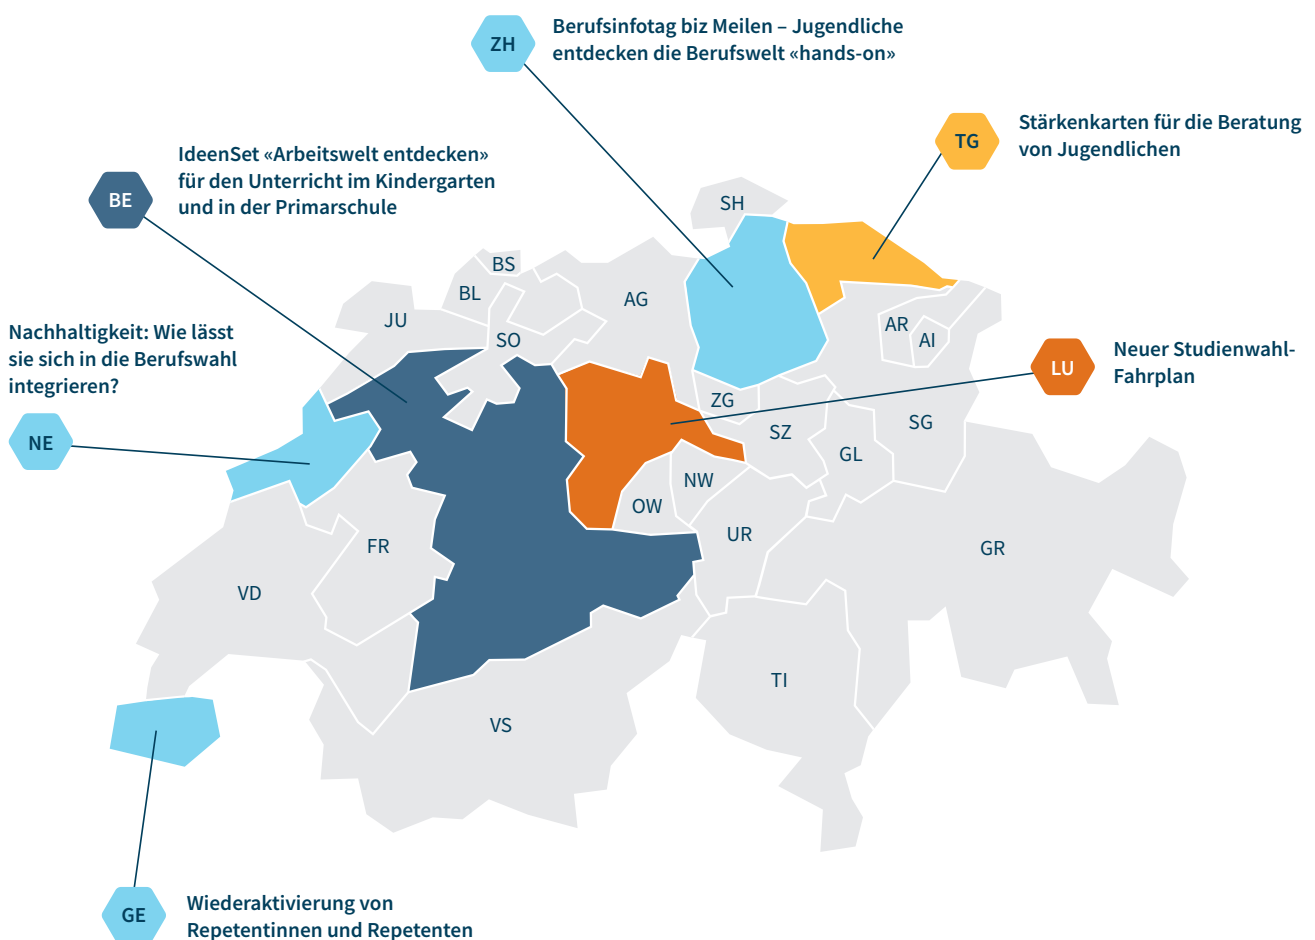 ZH
Berufsinfotag biz Meilen – Jugendliche
entdecken die Berufswelt «hands-on»
TG
Stärkenkarten für die Beratung
von Jugendlichen
BE
IdeenSet «Arbeitswelt entdecken»
für den Unterricht im Kindergarten
und in der Primarschule
SH
BS
BL
AG
JU
SO
AR
AI
Nachhaltigkeit: Wie lässt
sie sich in die Berufswahl
integrieren?
NE
LU
Neuer Studienwahl-
Fahrplan
ZG
SZ
SG
GL
NW
OW
UR
FR
GR
VD
TI
VS
GE
Wiederaktivierung von
Repetentinnen und Repetenten